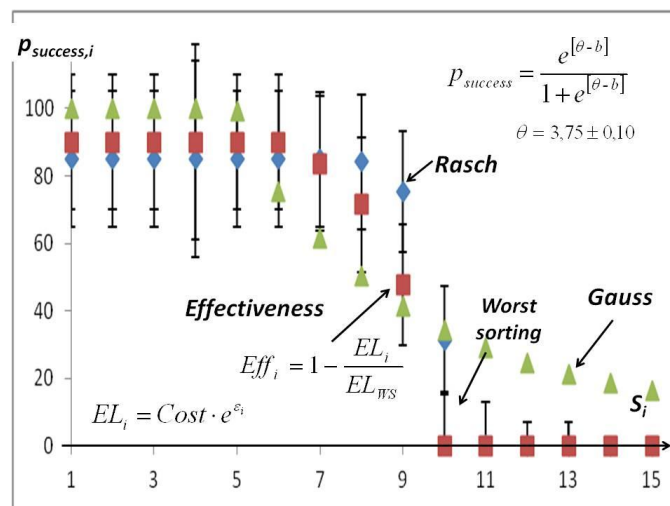 p_success,i
p_success = e^[θ-b] / 1 + e^[θ-b]
θ = 3,75 ± 0,10
100
80
60
40
20
0
Rasch
Effectiveness
Eff_i = 1 - EL_i / EL_WS
Worst
sorting
Gauss
EL_i = Cost · e^ε_i
S_i
1 3 5 7 9 11 13 15